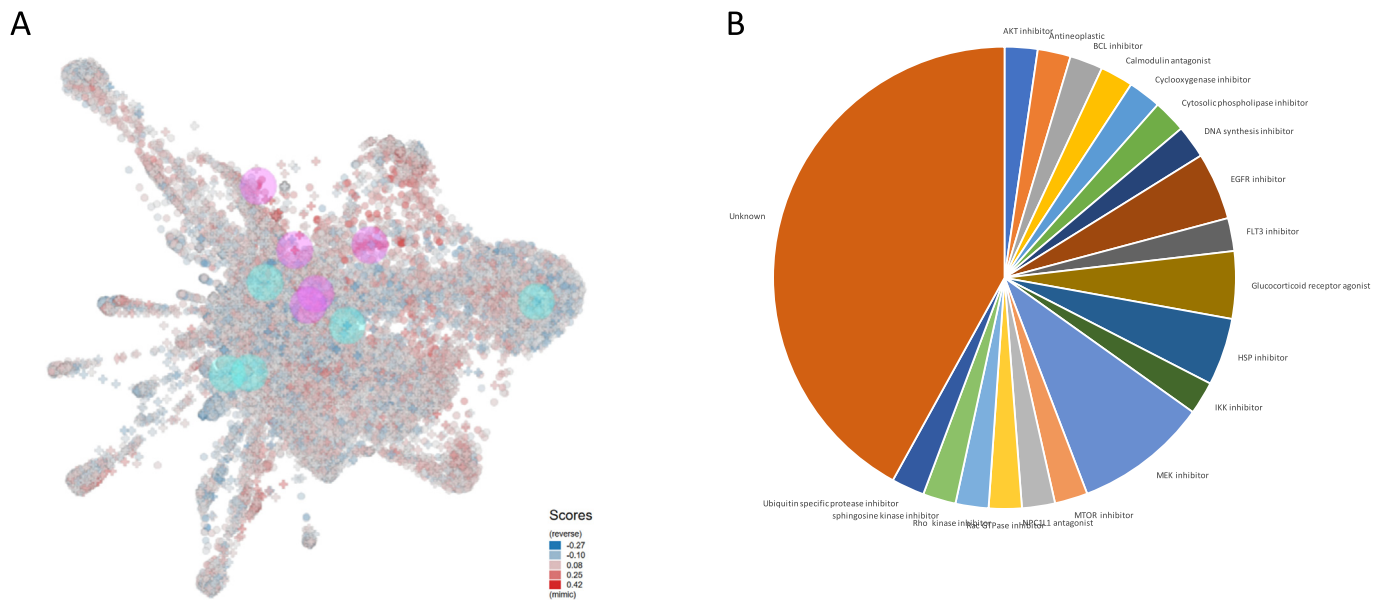 A
B
AKT inhibitor
Antineoplastic
BCL inhibitor
Calmodulin antagonist
Cyclooxygenase inhibitor
Cytosolic phospholipase inhibitor
DNA synthesis inhibitor
EGFR inhibitor
FLT3 inhibitor
Glucocorticoid receptor agonist
HSP inhibitor
IKK inhibitor
MEK inhibitor
MTOR inhibitor
NPC1L1 antagonist
Rac GTPase inhibitor
Rho kinase inhibitor
sphingosine kinase inhibitor
Ubiquitin specific protease inhibitor
Unknown
Scores
(reverse)
-0.27
-0.10
0.08
0.25
0.42
(mimic)